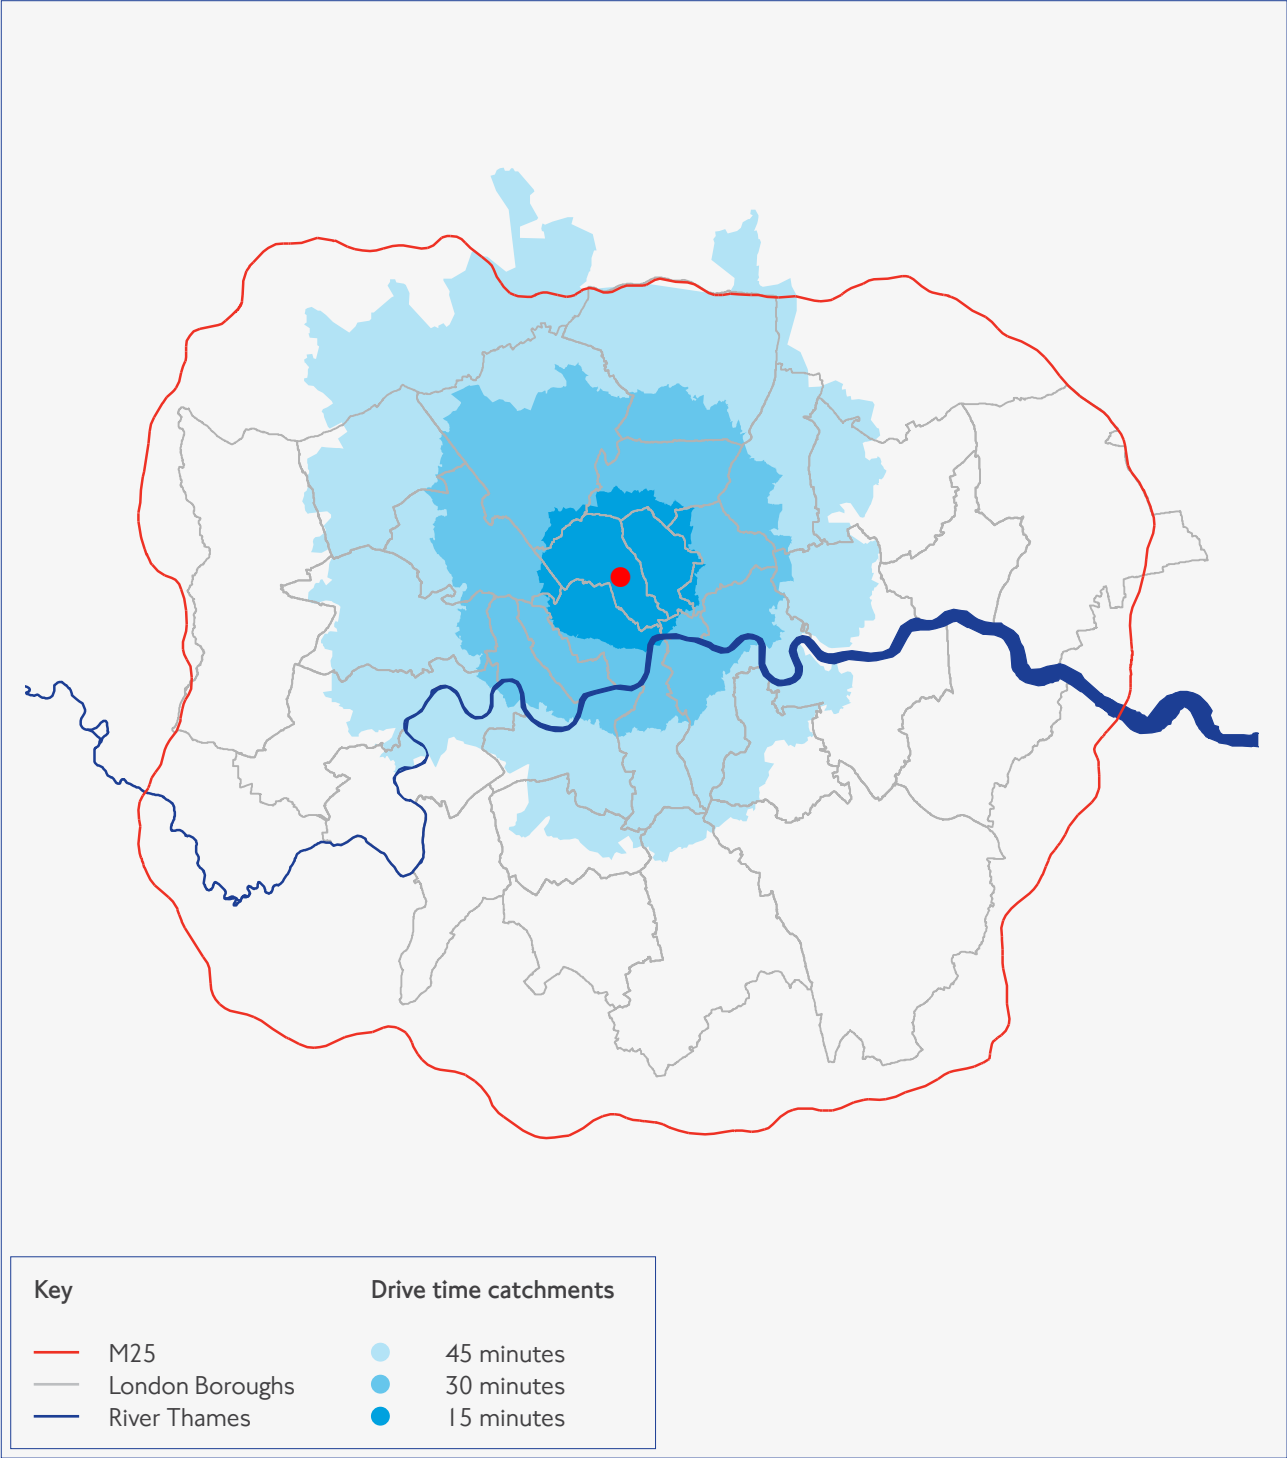 Key
Drive time catchments
M25
45 minutes
London Boroughs
30 minutes
River Thames
15 minutes